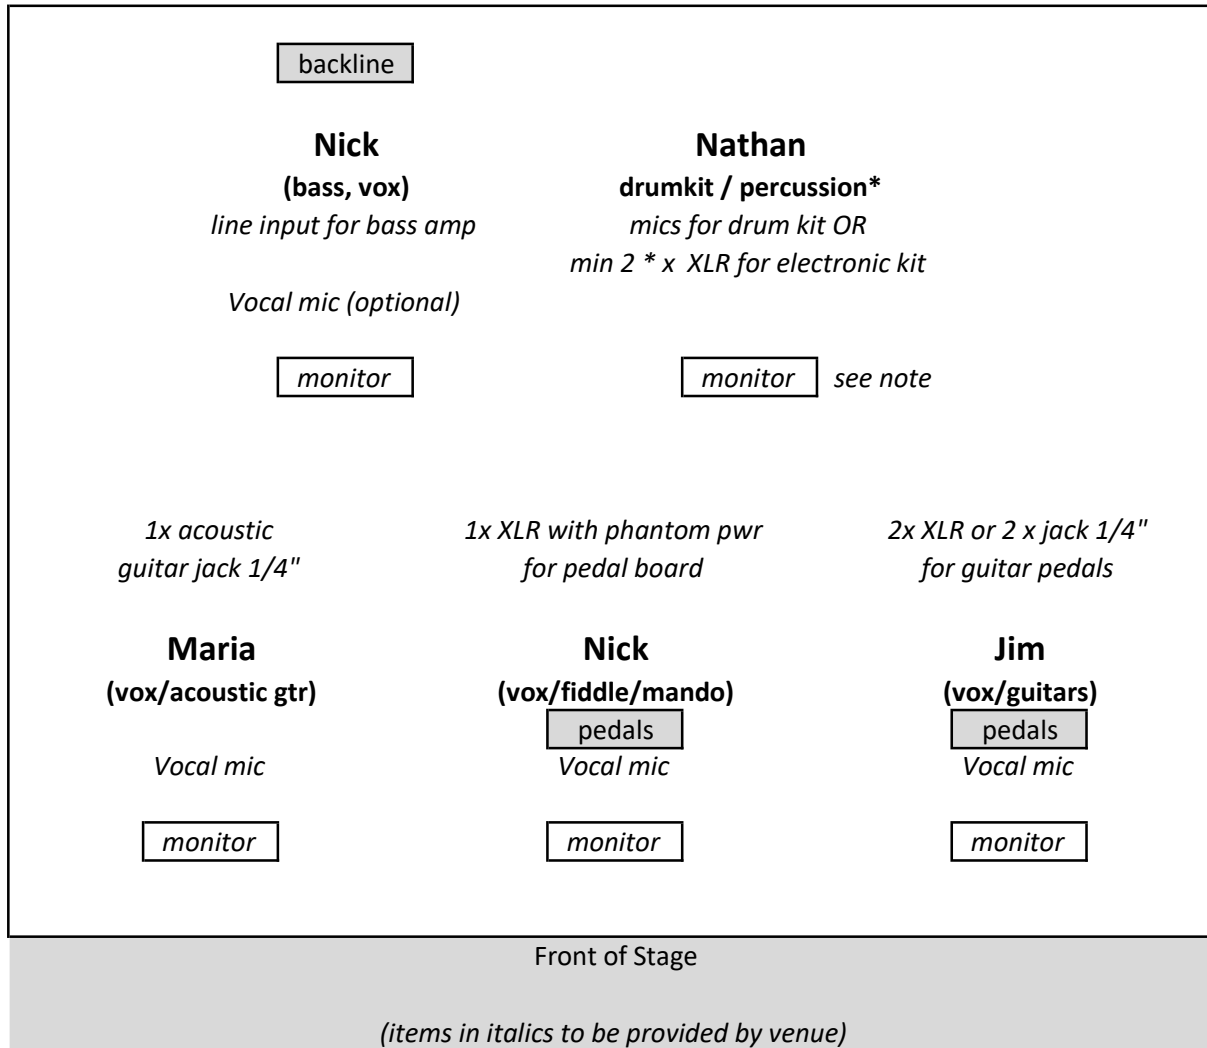 backline
Nick Nathan
(bass, vox) drumkit / percussion*
line input for bass amp mics for drum kit OR
min 2 * x XLR for electronic kit
Vocal mic (optional)
monitor monitor see note
1x acoustic 1x XLR with phantom pwr 2x XLR or 2 x jack 1/4"
guitar jack 1/4" for pedal board for guitar pedals
Maria Nick Jim
(vox/acoustic gtr) (vox/fiddle/mando) (vox/guitars)
pedals pedals
Vocal mic Vocal mic Vocal mic
monitor monitor monitor
Front of Stage
(items in italics to be provided by venue)